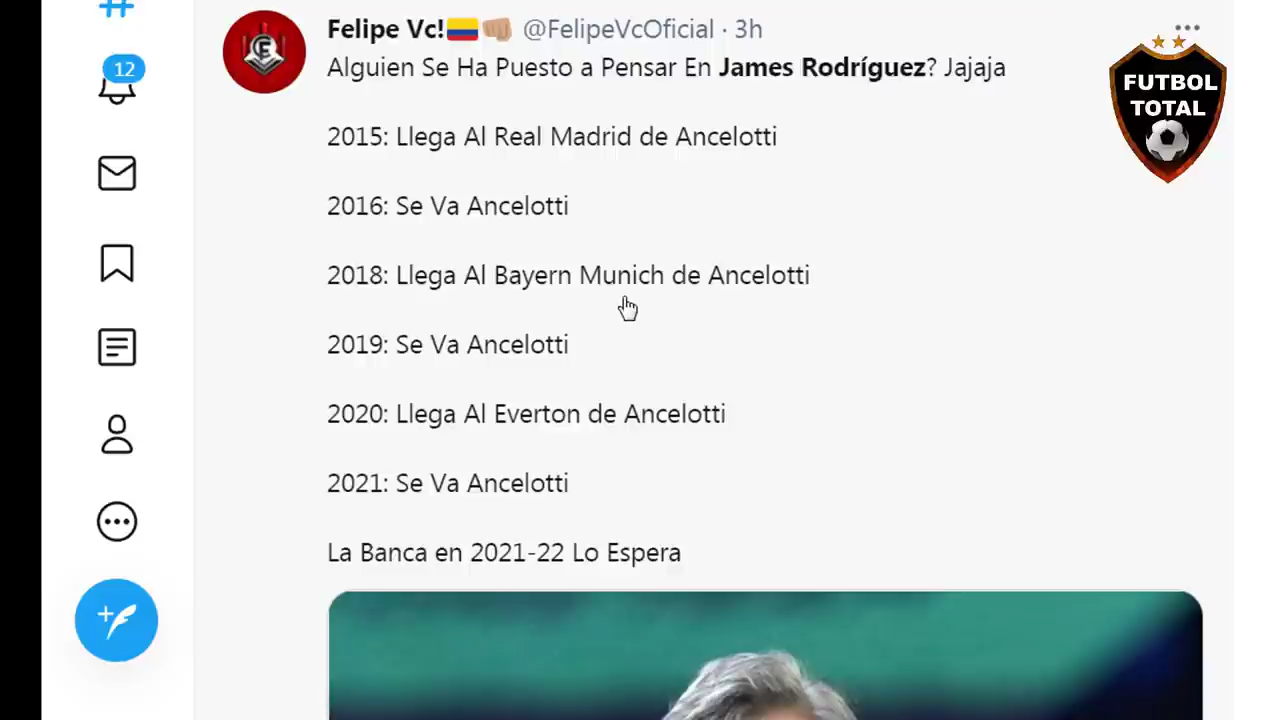 #
Felipe Vc!🇨🇴👊🏽 @FelipeVcOficial · 3h
12
Alguien Se Ha Puesto a Pensar En James Rodríguez? Jajaja
FUTBOL
TOTAL
2015: Llega Al Real Madrid de Ancelotti
2016: Se Va Ancelotti
2018: Llega Al Bayern Munich de Ancelotti
2019: Se Va Ancelotti
2020: Llega Al Everton de Ancelotti
2021: Se Va Ancelotti
La Banca en 2021-22 Lo Espera